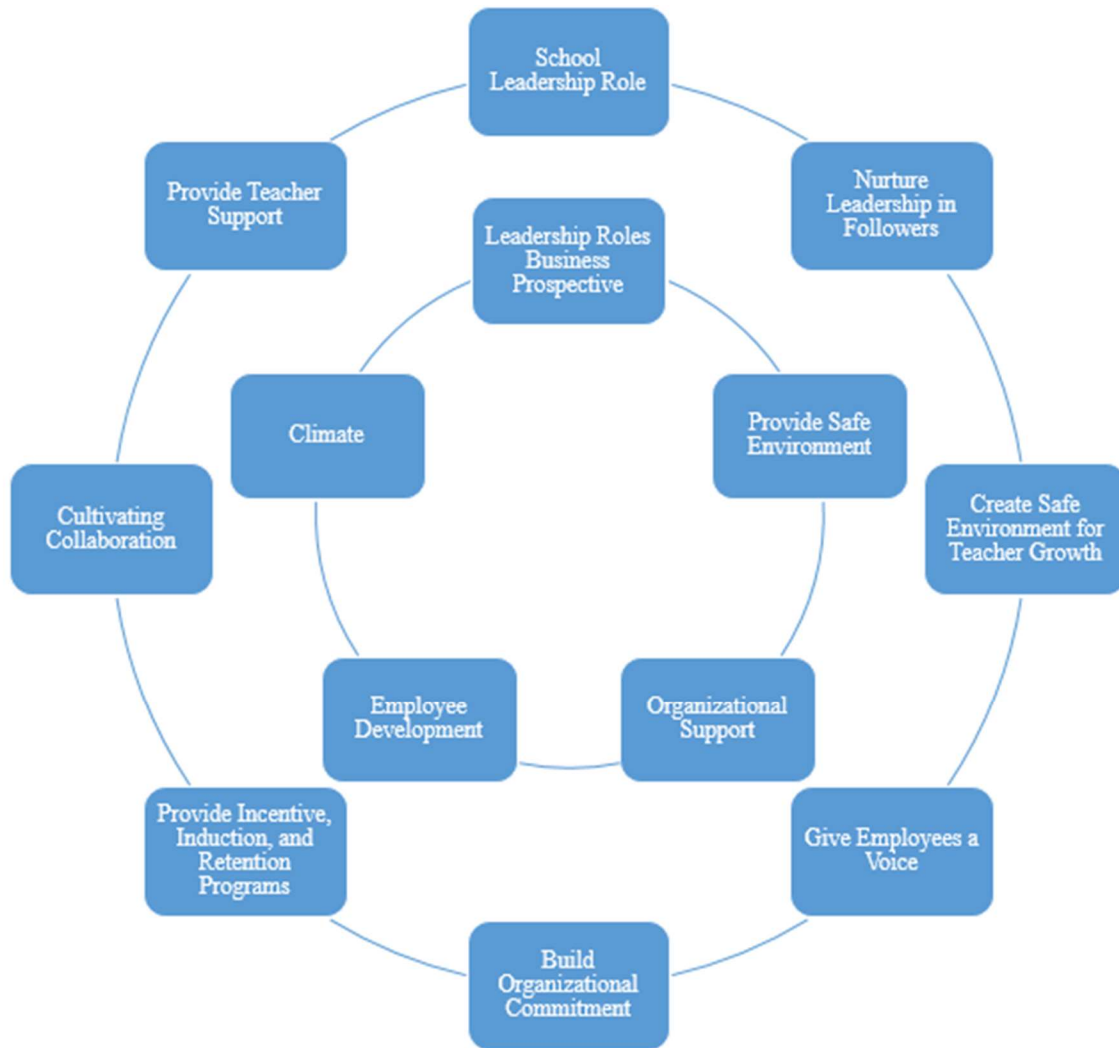 School
Leadership Role
Provide Teacher
Support
Nurture
Leadership in
Followers
Leadership Roles
Business
Prospective
Climate
Provide Safe
Environment
Cultivating
Collaboration
Create Safe
Environment for
Teacher Growth
Employee
Development
Organizational
Support
Provide Incentive,
Induction, and
Retention
Programs
Give Employees a
Voice
Build
Organizational
Commitment